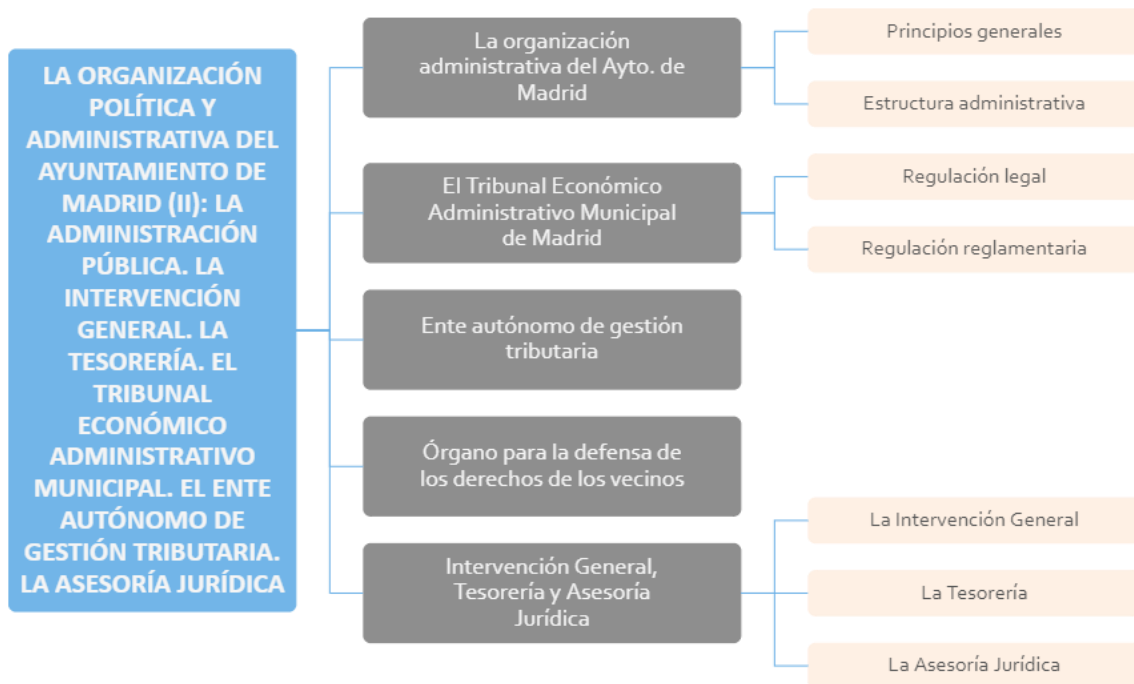 LA ORGANIZACIÓN
POLÍTICA Y
ADMINISTRATIVA DEL
AYUNTAMIENTO DE
MADRID (II): LA
ADMINISTRACIÓN
PÚBLICA. LA
INTERVENCIÓN
GENERAL. LA
TESORERÍA. EL
TRIBUNAL
ECONÓMICO
ADMINISTRATIVO
MUNICIPAL. EL ENTE
AUTÓNOMO DE
GESTIÓN TRIBUTARIA.
LA ASESORÍA JURÍDICA
La organización
administrativa del Ayto. de
Madrid
Principios generales
Estructura administrativa
El Tribunal Económico
Administrativo Municipal
de Madrid
Regulación legal
Regulación reglamentaria
Ente autónomo de gestión
tributaria
Órgano para la defensa de
los derechos de los vecinos
Intervención General,
Tesorería y Asesoría
Jurídica
La Intervención General
La Tesorería
La Asesoría Jurídica